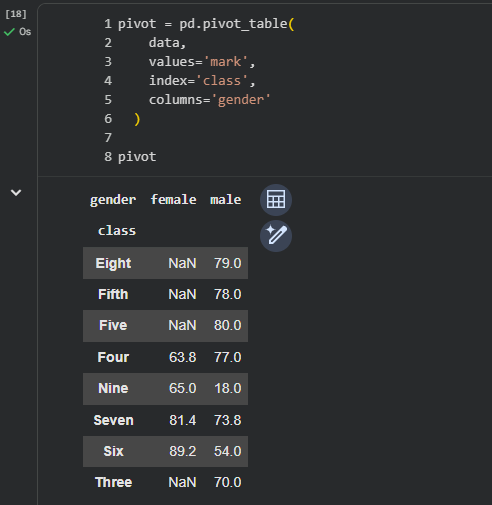 [18]
0s
1 pivot = pd.pivot_table(
2     data,
3     values='mark',
4     index='class',
5     columns='gender'
6   )
7
8 pivot
gender female male
class
Eight NaN 79.0
Fifth NaN 78.0
Five NaN 80.0
Four 63.8 77.0
Nine 65.0 18.0
Seven 81.4 73.8
Six 89.2 54.0
Three NaN 70.0